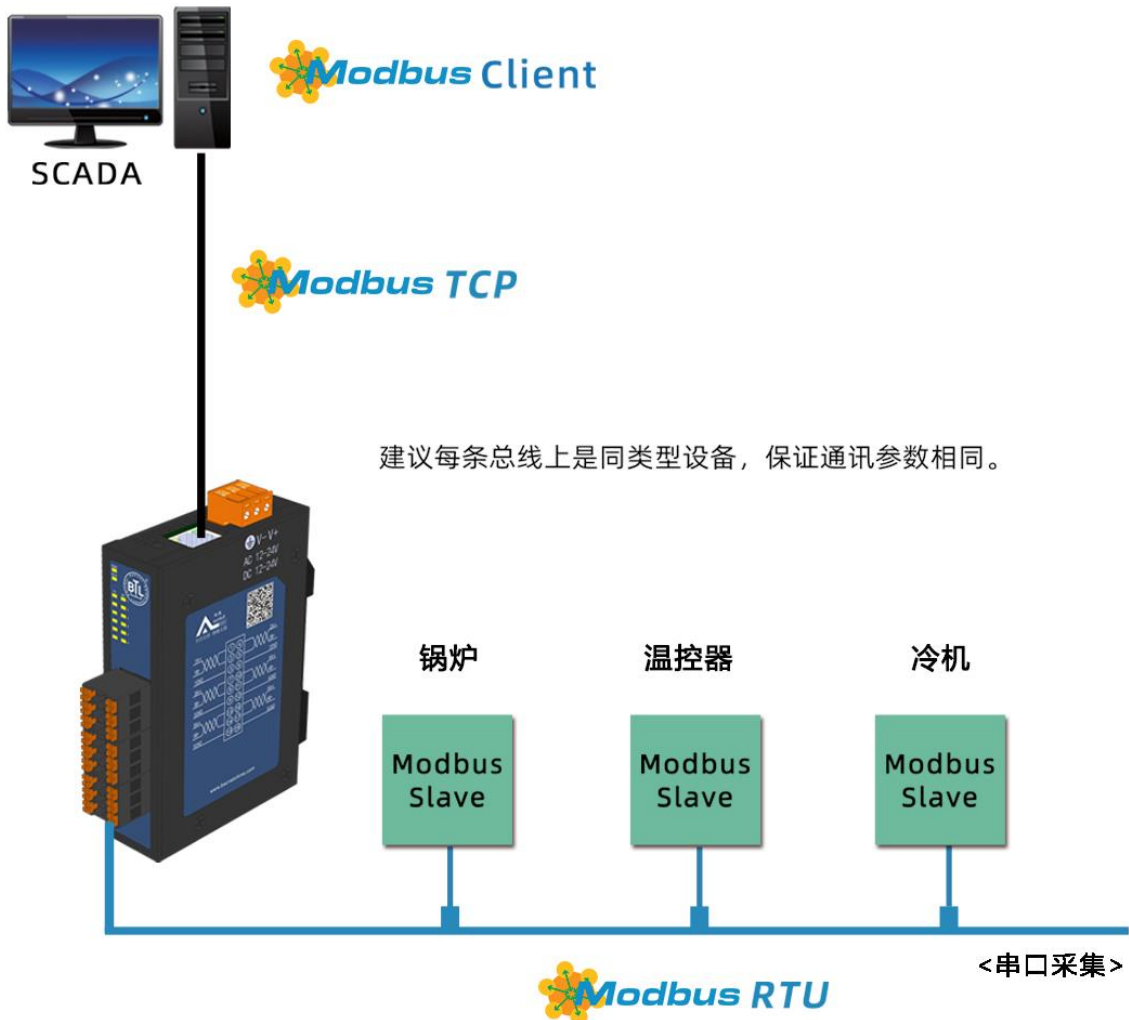 Modbus Client
SCADA
Modbus TCP
建议每条总线上是同类型设备，保证通讯参数相同。
V- V+
AC 12-24V
DC 12-24V
BTL
锅炉
温控器
冷机
Modbus
Slave
Modbus
Slave
Modbus
Slave
<串口采集>
Modbus RTU